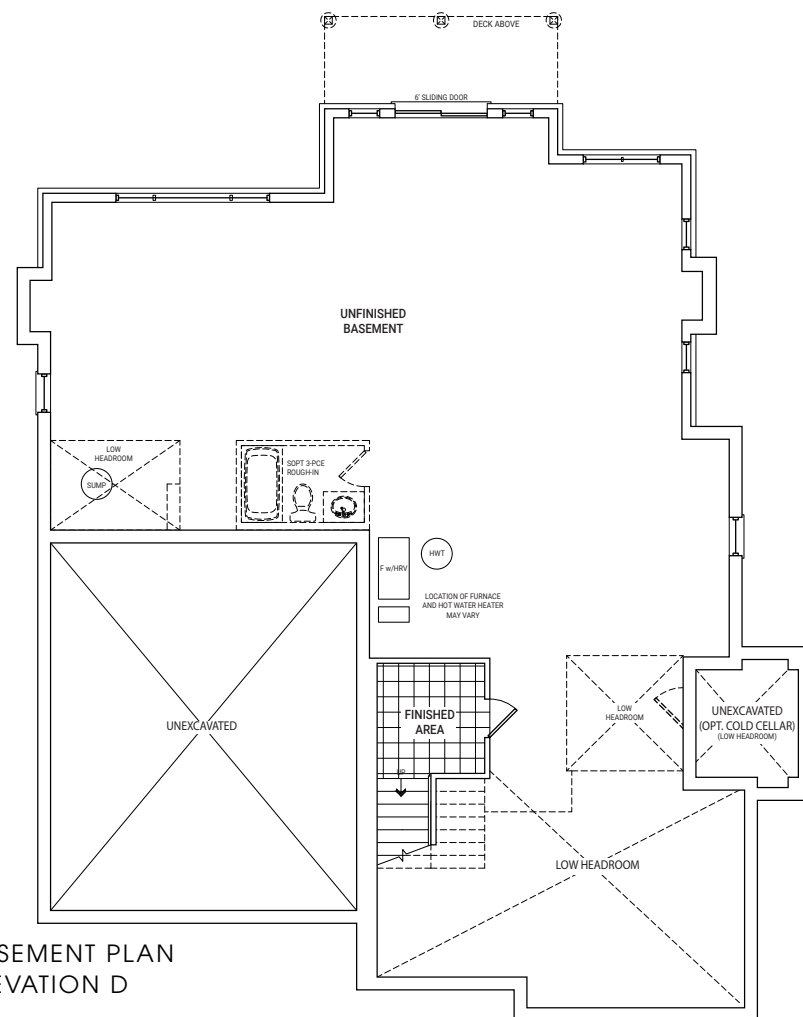 DECK ABOVE
6' SLIDING DOOR
UNFINISHED
BASEMENT
LOW
HEADROOM
SUMP
SOPT 3-PCE
ROUGH-IN
F w/HRV
HWT
LOCATION OF FURNACE
AND HOT WATER HEATER
MAY VARY
FINISHED
AREA
UP
LOW
HEADROOM
UNEXCAVATED
(OPT. COLD CELLAR)
(LOW HEADROOM)
UNEXCAVATED
LOW HEADROOM
SEMENT PLAN
EVATION D